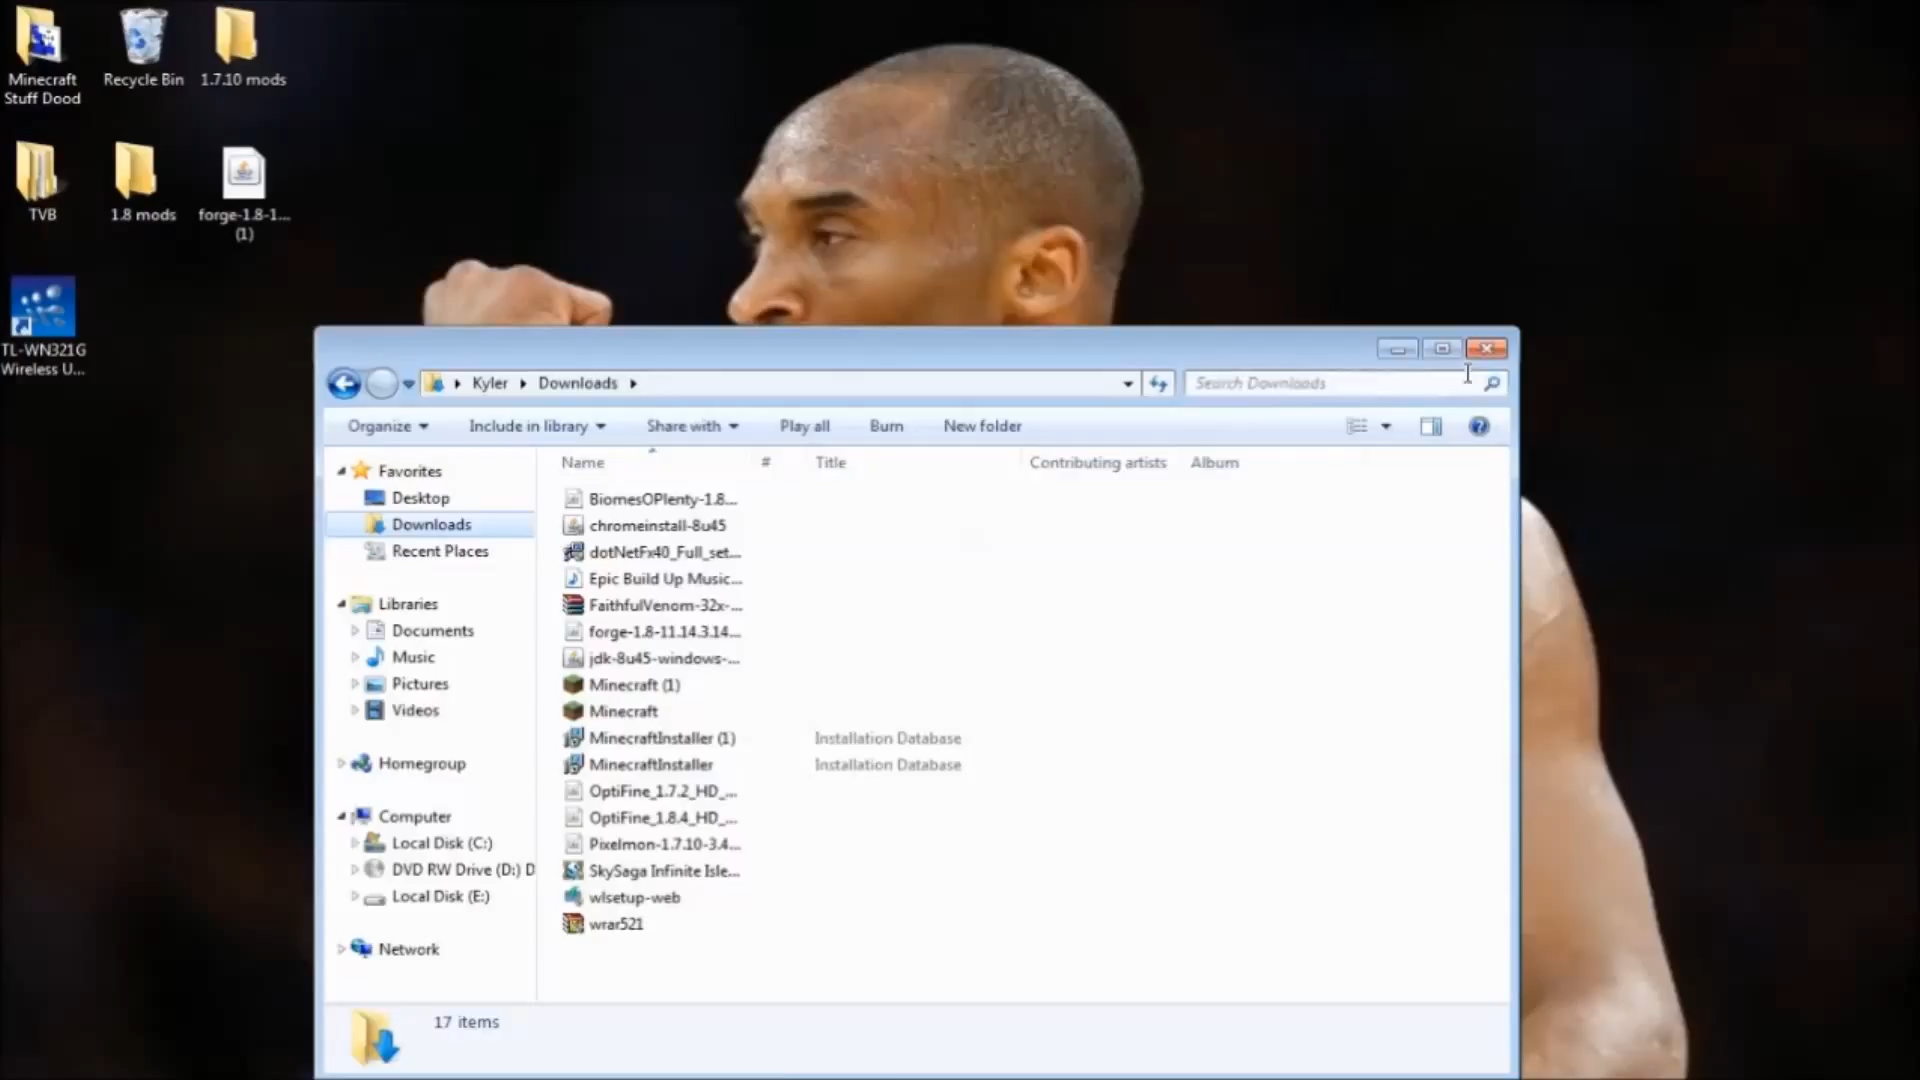 Minecraft
Stuff Dood
Recycle Bin
1.7.10 mods
TVB
1.8 mods
forge-1.8-1...
(1)
TL-WN321G
Wireless U...
Kyler
Downloads
Search Downloads
Organize
Include in library
Share with
Play all
Burn
New folder
Favorites
Desktop
Downloads
Recent Places
Libraries
Documents
Music
Pictures
Videos
Homegroup
Computer
Local Disk (C:)
DVD RW Drive (D:) D
Local Disk (E:)
Network
Name
#
Title
Contributing artists
Album
BiomesOPlenty-1.8...
chromeinstall-8u45
dotNetFx40_Full_set...
Epic Build Up Music...
FaithfulVenom-32x-...
forge-1.8-11.14.3.14...
jdk-8u45-windows-...
Minecraft (1)
Minecraft
MinecraftInstaller (1)
Installation Database
MinecraftInstaller
Installation Database
OptiFine_1.7.2_HD_...
OptiFine_1.8.4_HD_...
Pixelmon-1.7.10-3.4...
SkySaga Infinite Isle...
wlsetup-web
wrar521
17 items